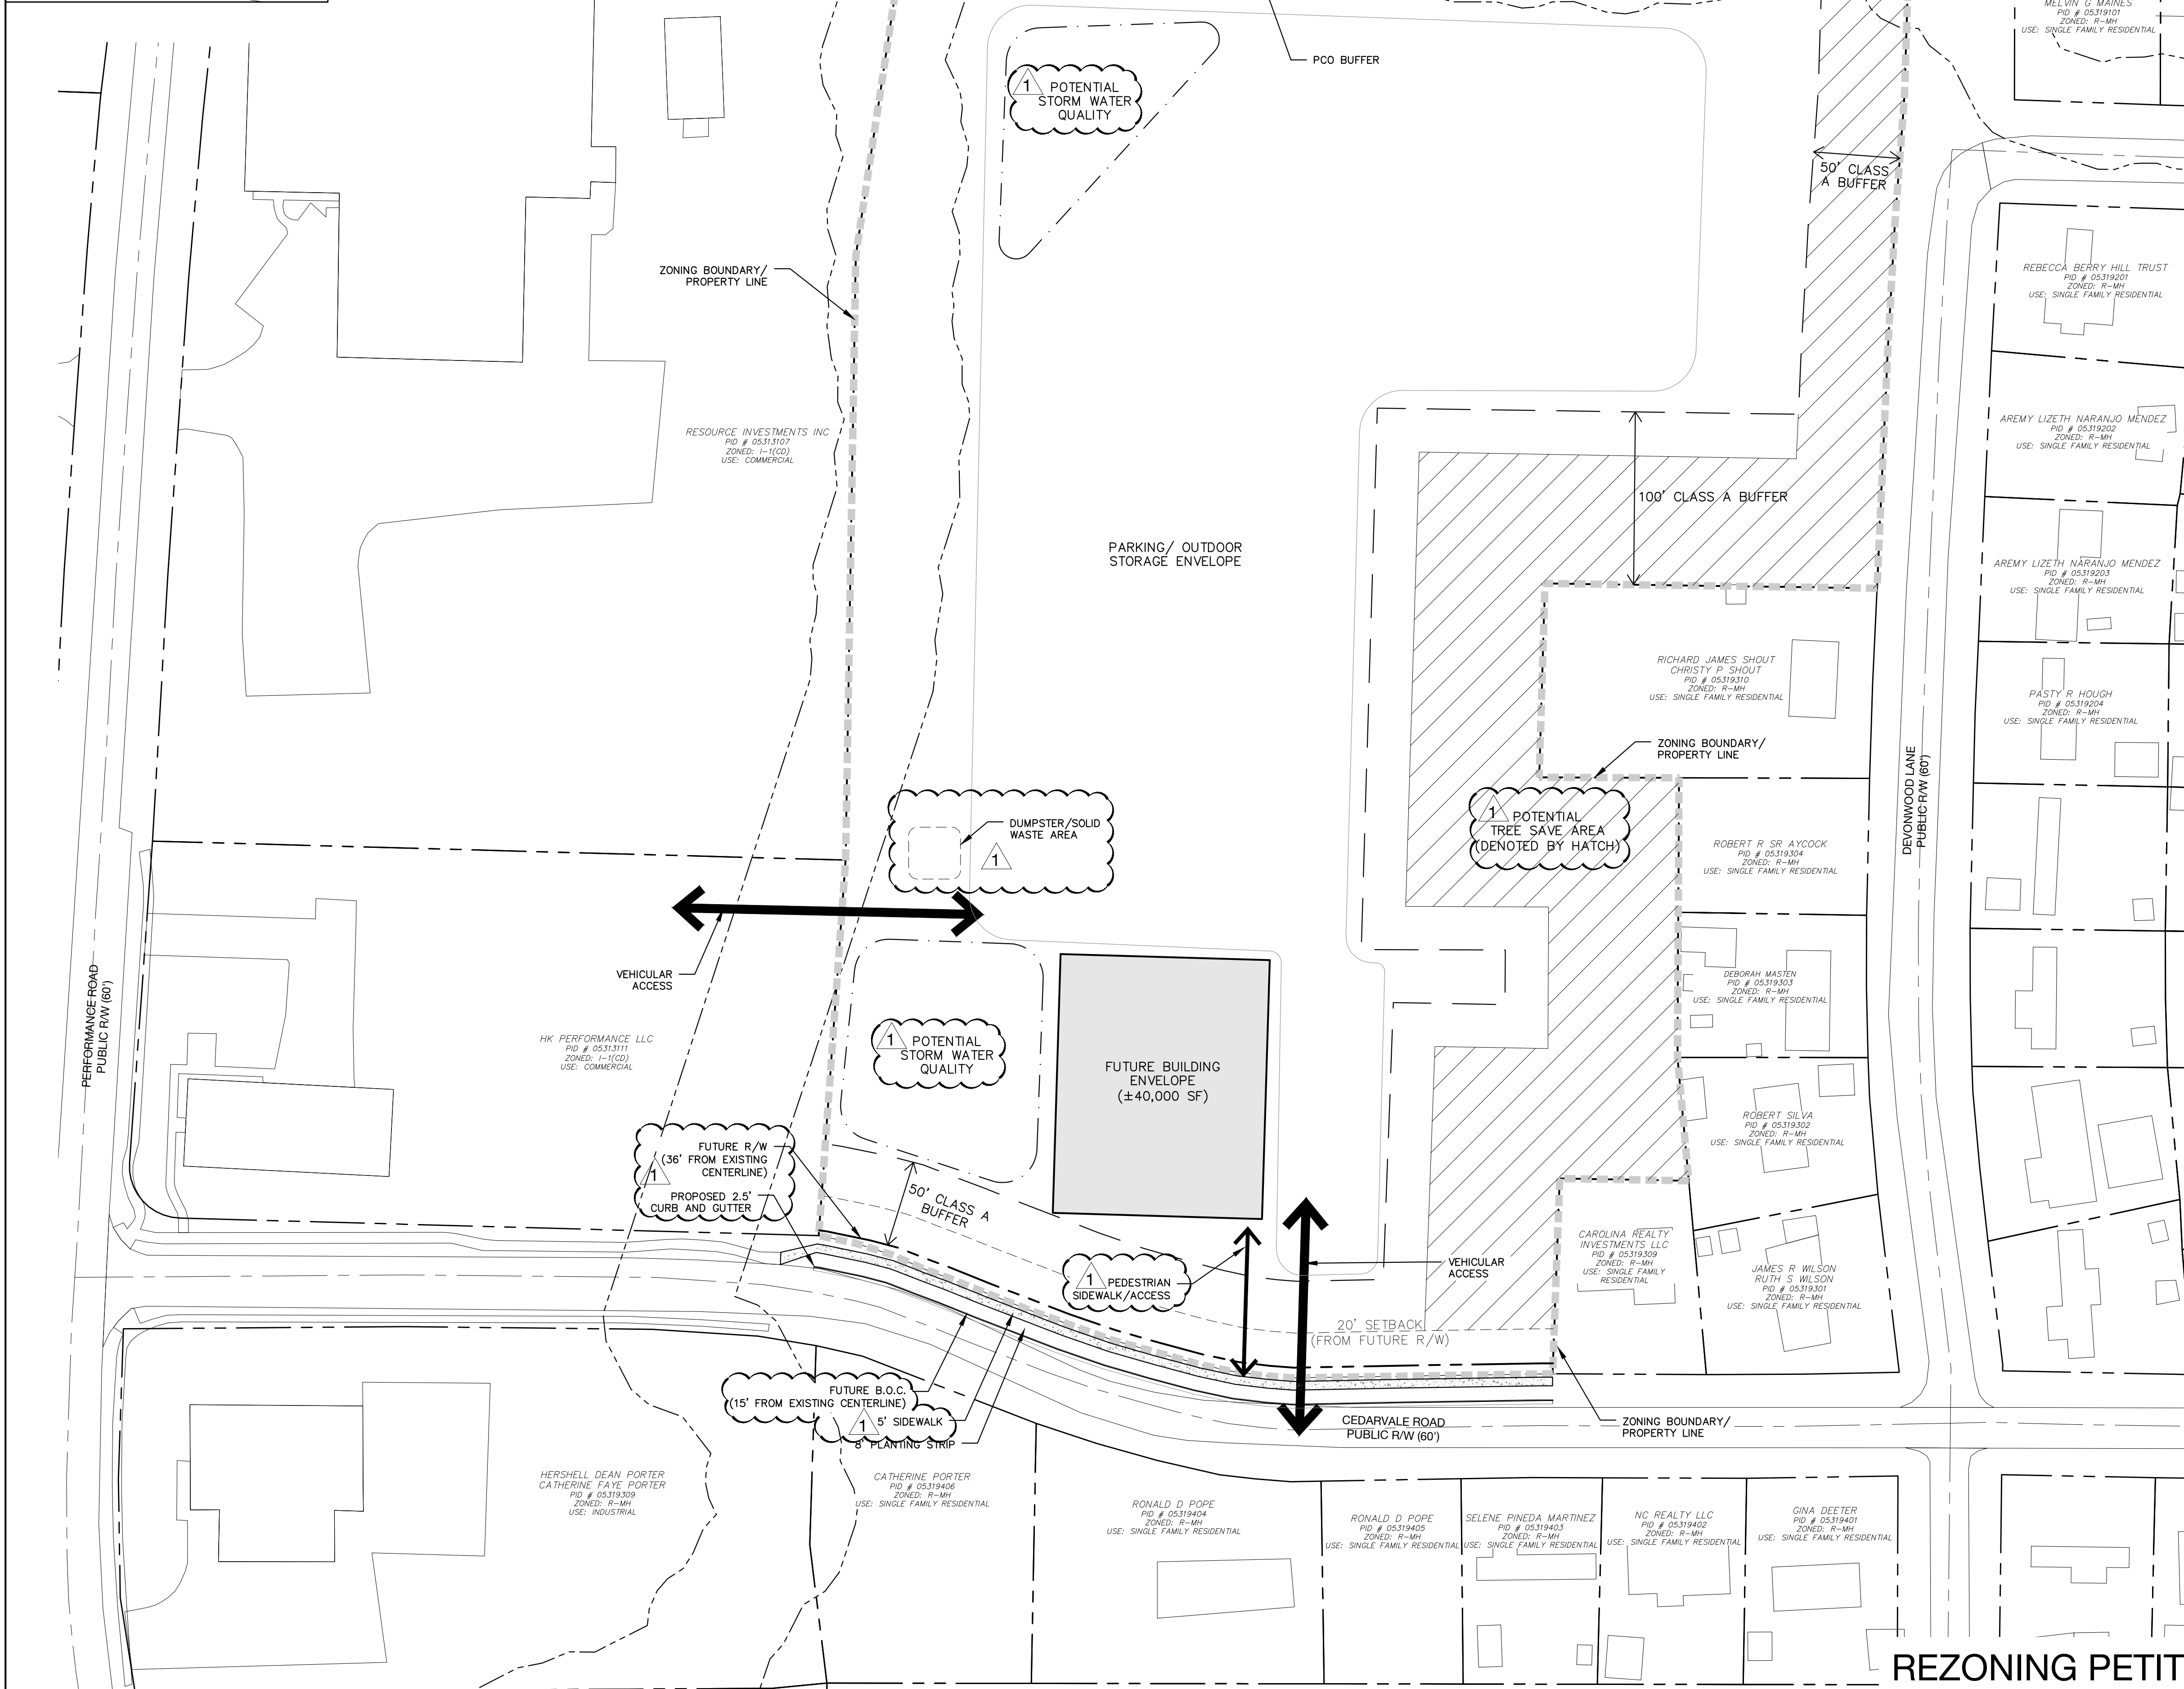 MELVIN G MAINES
PID # 05319101
ZONED: R-MH
USE: SINGLE FAMILY RESIDENTIAL
PCO BUFFER
1
POTENTIAL
STORM WATER
QUALITY
50' CLASS
A BUFFER
ZONING BOUNDARY/
PROPERTY LINE
REBECCA BERRY HILL TRUST
PID # 05319201
ZONED: R-MH
USE: SINGLE FAMILY RESIDENTIAL
RESOURCE INVESTMENTS INC
PID # 05313107
ZONED: I-1(CD)
USE: COMMERCIAL
AREMY LIZETH NARANJO MENDEZ
PID # 05319202
ZONED: R-MH
USE: SINGLE FAMILY RESIDENTIAL
100' CLASS A BUFFER
PARKING/ OUTDOOR
STORAGE ENVELOPE
AREMY LIZETH NARANJO MENDEZ
PID # 05319203
ZONED: R-MH
USE: SINGLE FAMILY RESIDENTIAL
RICHARD JAMES SHOUT
CHRISTY P SHOUT
PID # 05319310
ZONED: R-MH
USE: SINGLE FAMILY RESIDENTIAL
PASTY R HOUGH
PID # 05319204
ZONED: R-MH
USE: SINGLE FAMILY RESIDENTIAL
ZONING BOUNDARY/
PROPERTY LINE
DEVONWOOD LANE
PUBLIC R/W (60')
DUMPSTER/SOLID
WASTE AREA
1
1
POTENTIAL
TREE SAVE AREA
(DENOTED BY HATCH)
ROBERT R SR AYCOCK
PID # 05319304
ZONED: R-MH
USE: SINGLE FAMILY RESIDENTIAL
VEHICULAR
ACCESS
DEBORAH MASTEN
PID # 05319303
ZONED: R-MH
USE: SINGLE FAMILY RESIDENTIAL
PERFORMANCE ROAD
PUBLIC R/W (60')
HK PERFORMANCE LLC
PID # 05313111
ZONED: I-1(CD)
USE: COMMERCIAL
1
POTENTIAL
STORM WATER
QUALITY
FUTURE BUILDING
ENVELOPE
(±40,000 SF)
ROBERT SILVA
PID # 05319302
ZONED: R-MH
USE: SINGLE FAMILY RESIDENTIAL
FUTURE R/W
(36' FROM EXISTING
CENTERLINE)
1
PROPOSED 2.5'
CURB AND GUTTER
50' CLASS A
BUFFER
CAROLINA REALTY
INVESTMENTS LLC
PID # 05319309
ZONED: R-MH
USE: SINGLE FAMILY
RESIDENTIAL
VEHICULAR
ACCESS
1
PEDESTRIAN
SIDEWALK/ACCESS
JAMES R WILSON
RUTH S WILSON
PID # 05319301
ZONED: R-MH
USE: SINGLE FAMILY RESIDENTIAL
20' SETBACK
(FROM FUTURE R/W)
FUTURE B.O.C.
(15' FROM EXISTING CENTERLINE)
1
5' SIDEWALK
8' PLANTING STRIP
CEDARVALE ROAD
PUBLIC R/W (60')
ZONING BOUNDARY/
PROPERTY LINE
HERSHELL DEAN PORTER
CATHERINE FAYE PORTER
PID # 05319309
ZONED: R-MH
USE: INDUSTRIAL
CATHERINE PORTER
PID # 05319406
ZONED: R-MH
USE: SINGLE FAMILY RESIDENTIAL
RONALD D POPE
PID # 05319404
ZONED: R-MH
USE: SINGLE FAMILY RESIDENTIAL
RONALD D POPE
PID # 05319405
ZONED: R-MH
USE: SINGLE FAMILY RESIDENTIAL
SELENE PINEDA MARTINEZ
PID # 05319403
ZONED: R-MH
USE: SINGLE FAMILY RESIDENTIAL
NC REALTY LLC
PID # 05319402
ZONED: R-MH
USE: SINGLE FAMILY RESIDENTIAL
GINA DEETER
PID # 05319401
ZONED: R-MH
USE: SINGLE FAMILY RESIDENTIAL
REZONING PETIT